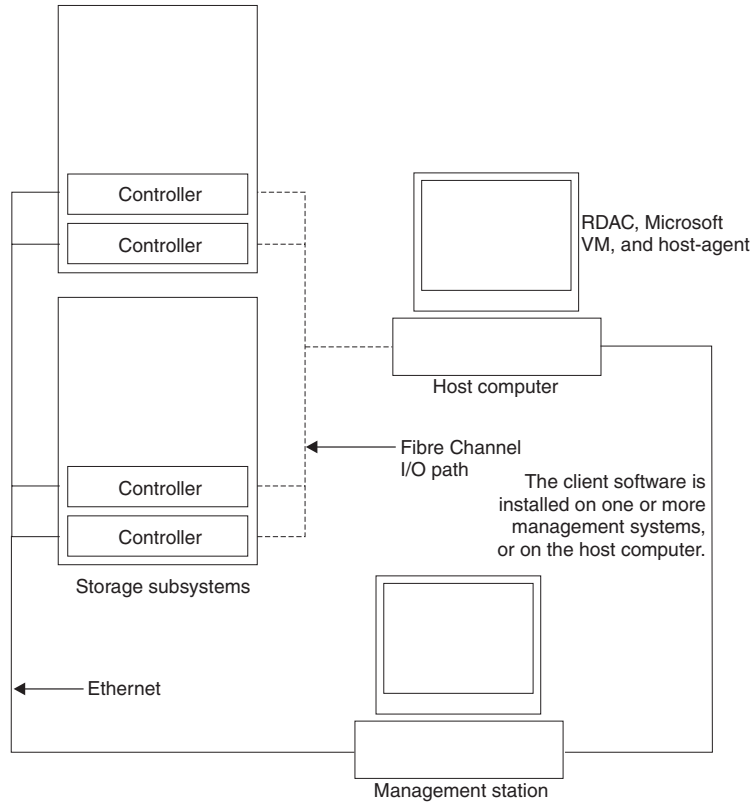 Controller
Controller
RDAC, Microsoft
VM, and host-agent
Host computer
Fibre Channel
I/O path
Controller
Controller
The client software is
installed on one or more
management systems,
or on the host computer.
Storage subsystems
Ethernet
Management station